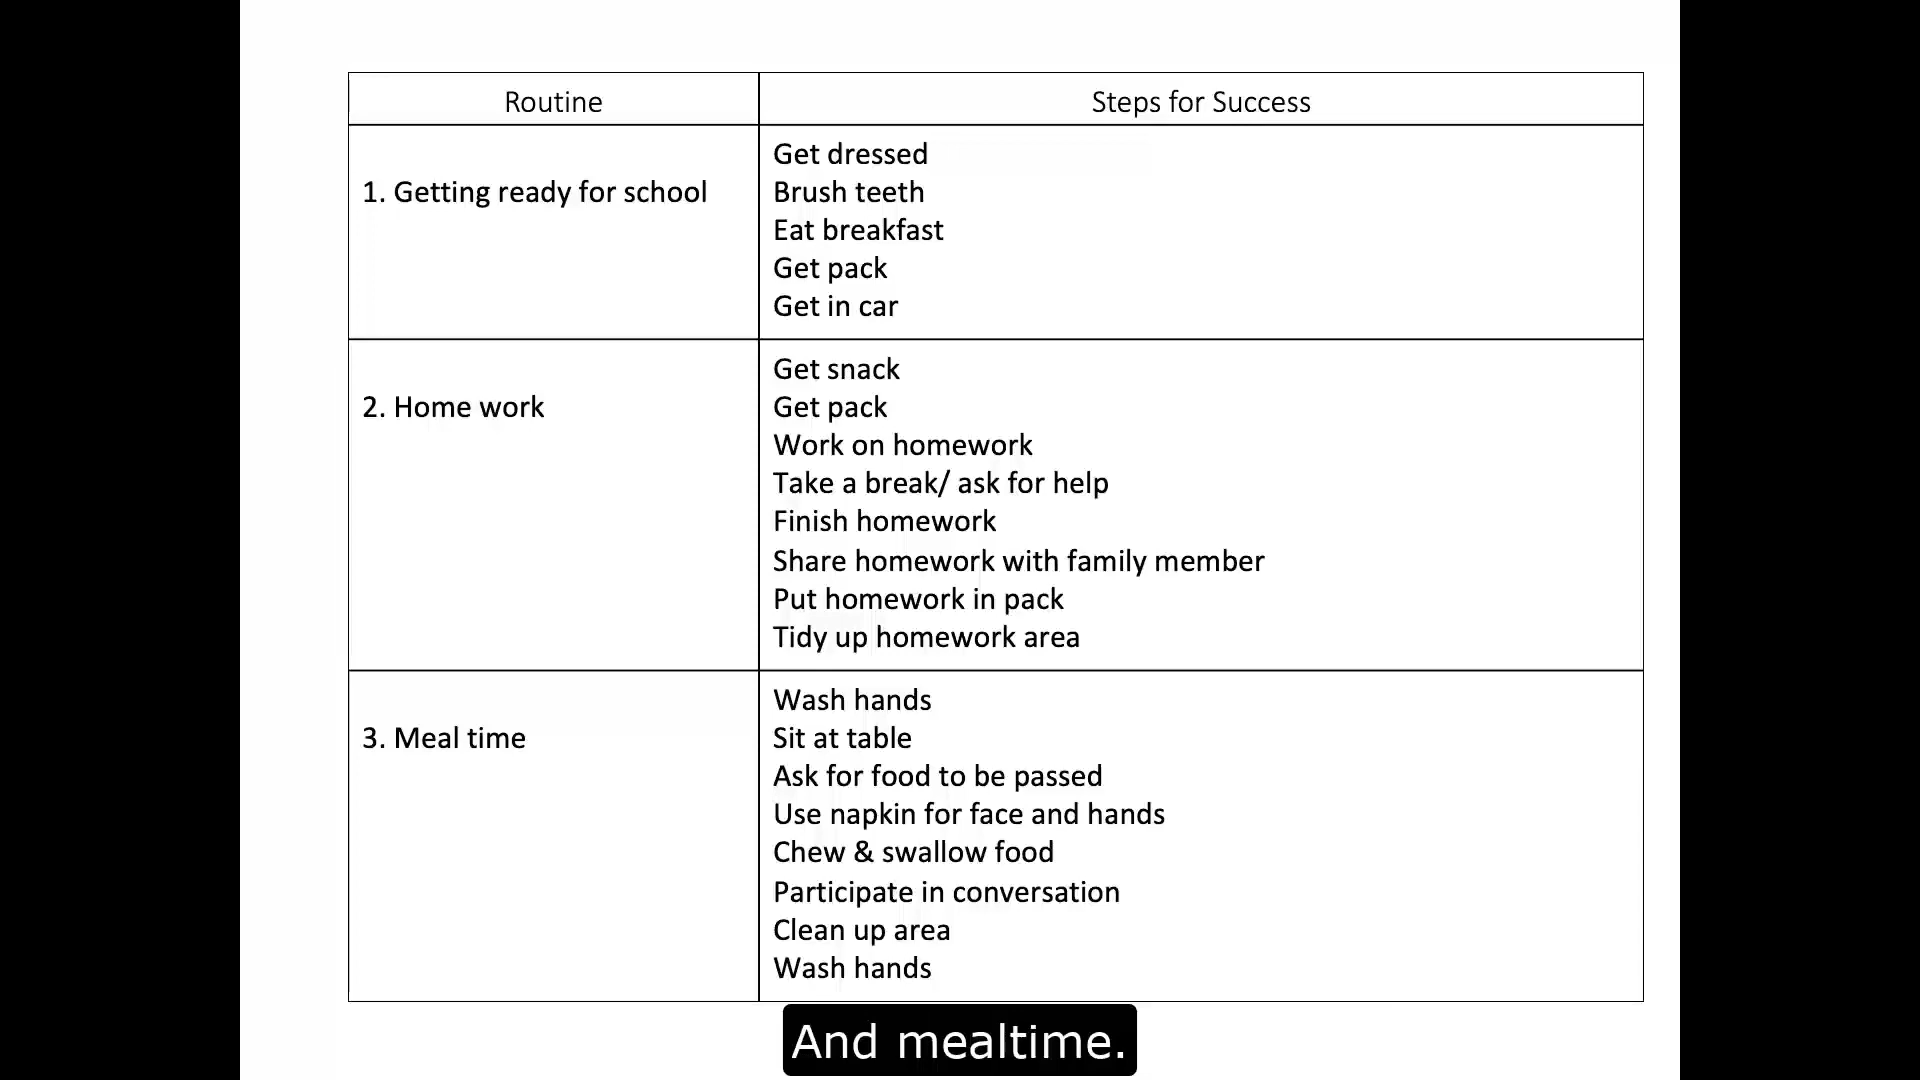 Routine
Steps for Success
1. Getting ready for school
Get dressed
Brush teeth
Eat breakfast
Get pack
Get in car
2. Home work
Get snack
Get pack
Work on homework
Take a break/ ask for help
Finish homework
Share homework with family member
Put homework in pack
Tidy up homework area
3. Meal time
Wash hands
Sit at table
Ask for food to be passed
Use napkin for face and hands
Chew & swallow food
Participate in conversation
Clean up area
Wash hands
And mealtime.